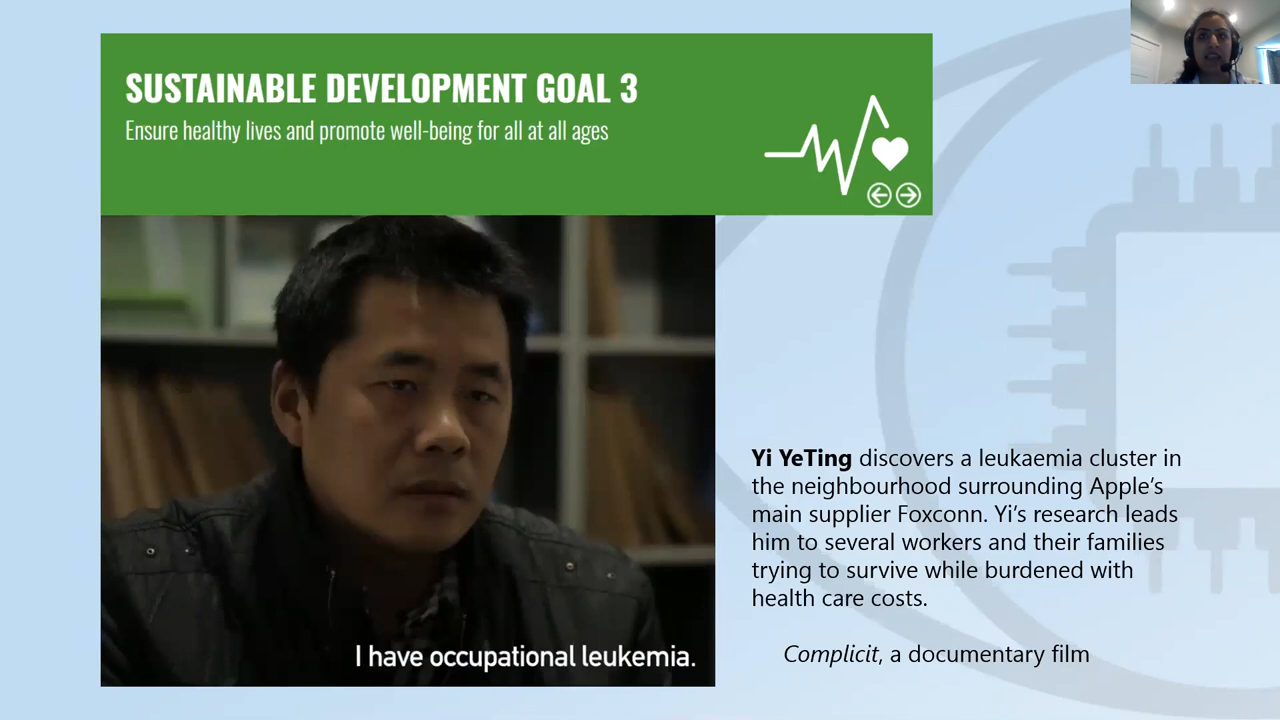 SUSTAINABLE DEVELOPMENT GOAL 3
Ensure healthy lives and promote well-being for all at all ages
I have occupational leukemia.
Yi YeTing discovers a leukaemia cluster in
the neighbourhood surrounding Apple’s
main supplier Foxconn. Yi’s research leads
him to several workers and their families
trying to survive while burdened with
health care costs.
Complicit, a documentary film